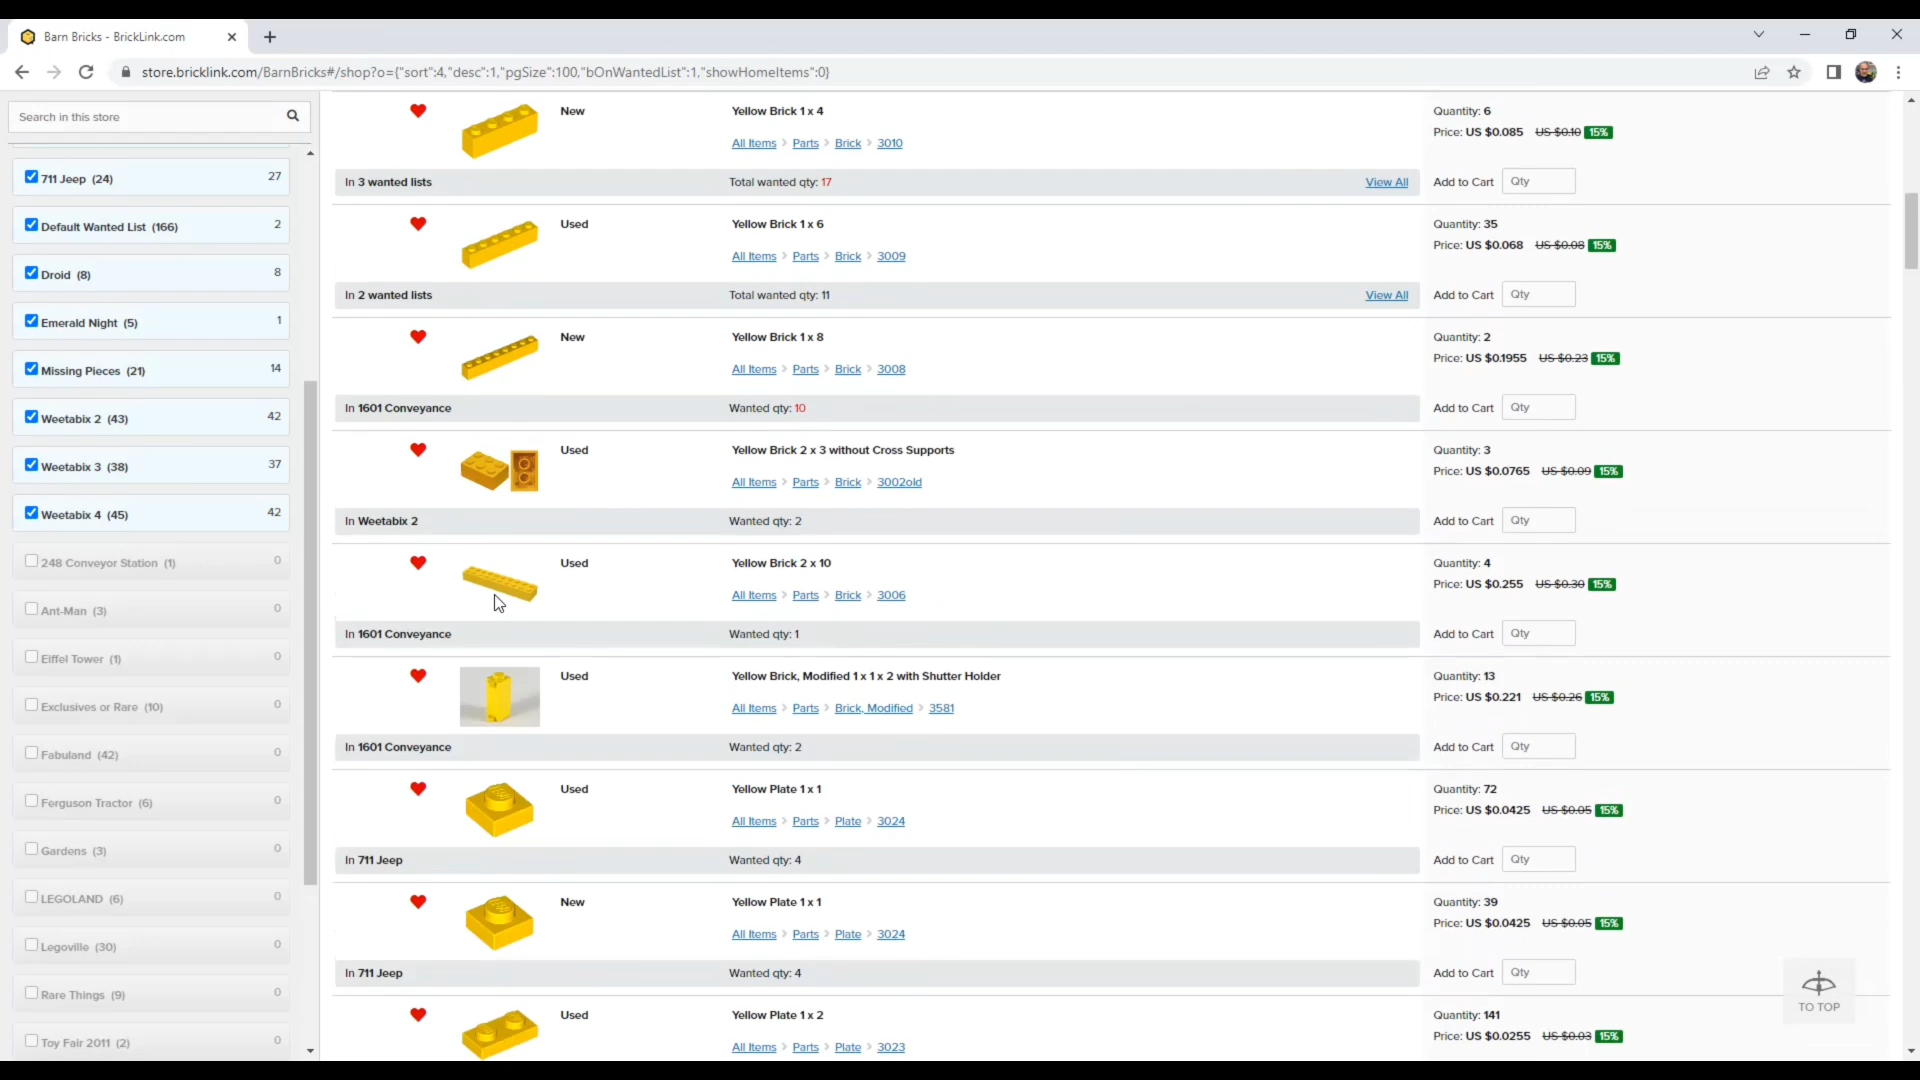 Barn Bricks - BrickLink.com
store.bricklink.com/BarnBricks#/shop?o={"sort":4,"desc":1,"pgSize":100,"bOnWantedList":1,"showHomeItems":0}
Search in this store
711 Jeep (24) 27
Default Wanted List (166) 2
Droid (8) 8
Emerald Night (5) 1
Missing Pieces (21) 14
Weetabix 2 (43) 42
Weetabix 3 (38) 37
Weetabix 4 (45) 42
248 Conveyor Station (1) 0
Ant-Man (3) 0
Eiffel Tower (1) 0
Exclusives or Rare (10) 0
Fabuland (42) 0
Ferguson Tractor (6) 0
Gardens (3) 0
LEGOLAND (6) 0
Legoville (30) 0
Rare Things (9) 0
Toy Fair 2011 (2) 0
New Yellow Brick 1 x 4 Quantity: 6
Price: US $0.085 US $0.10 15%
All Items Parts Brick 3010
In 3 wanted lists Total wanted qty: 17 View All Add to Cart Qty
Used Yellow Brick 1 x 6 Quantity: 35
Price: US $0.068 US $0.08 15%
All Items Parts Brick 3009
In 2 wanted lists Total wanted qty: 11 View All Add to Cart Qty
New Yellow Brick 1 x 8 Quantity: 2
Price: US $0.1955 US $0.23 15%
All Items Parts Brick 3008
In 1601 Conveyance Wanted qty: 10 Add to Cart Qty
Used Yellow Brick 2 x 3 without Cross Supports Quantity: 3
Price: US $0.0765 US $0.09 15%
All Items Parts Brick 3002old
In Weetabix 2 Wanted qty: 2 Add to Cart Qty
Used Yellow Brick 2 x 10 Quantity: 4
Price: US $0.255 US $0.30 15%
All Items Parts Brick 3006
In 1601 Conveyance Wanted qty: 1 Add to Cart Qty
Used Yellow Brick, Modified 1 x 1 x 2 with Shutter Holder Quantity: 13
Price: US $0.221 US $0.26 15%
All Items Parts Brick, Modified 3581
In 1601 Conveyance Wanted qty: 2 Add to Cart Qty
Used Yellow Plate 1 x 1 Quantity: 72
Price: US $0.0425 US $0.05 15%
All Items Parts Plate 3024
In 711 Jeep Wanted qty: 4 Add to Cart Qty
New Yellow Plate 1 x 1 Quantity: 39
Price: US $0.0425 US $0.05 15%
All Items Parts Plate 3024
In 711 Jeep Wanted qty: 4 Add to Cart Qty
Used Yellow Plate 1 x 2 Quantity: 141
Price: US $0.0255 US $0.03 15%
All Items Parts Plate 3023
TO TOP